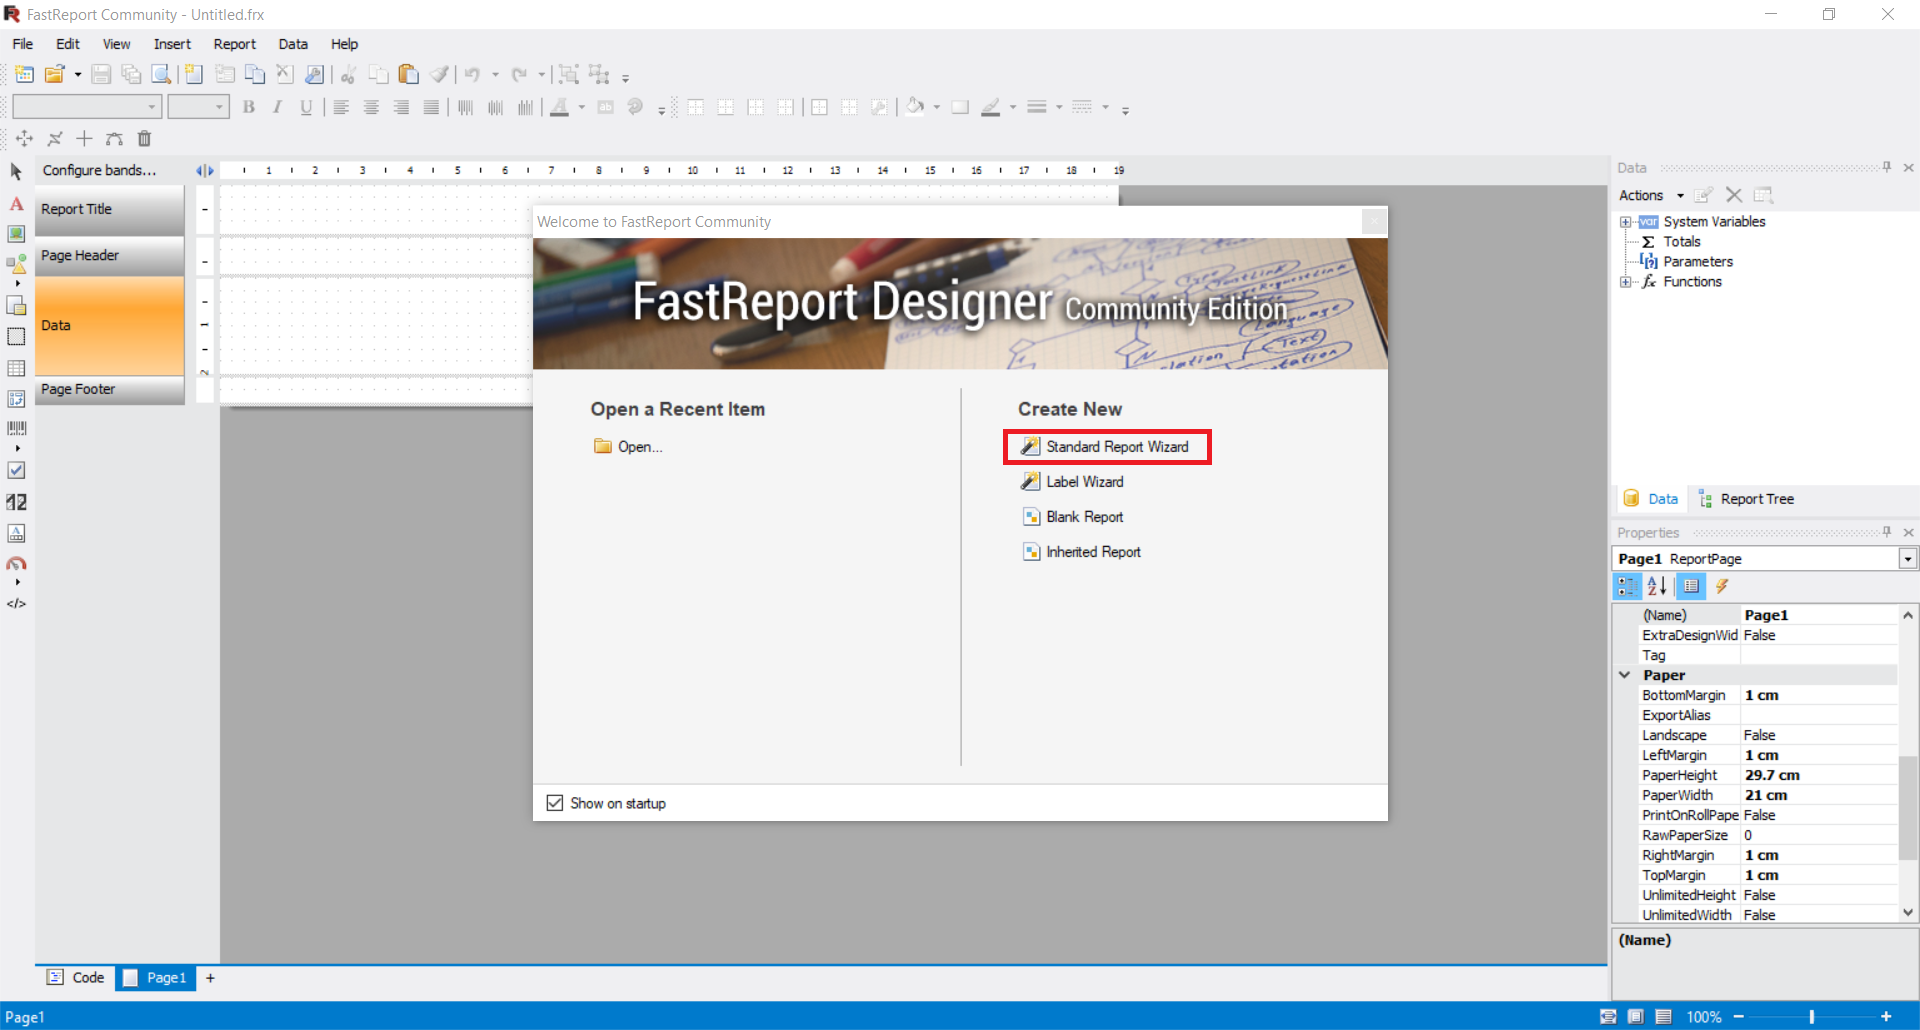 FastReport Community - Untitled.frx
File Edit View Insert Report Data Help
B I U
Configure bands...
1 2 3 4 5 6 7 8 9 10 11 12 13 14 15 16 17 18 19
Report Title
Page Header
Data
1
2
Page Footer
Welcome to FastReport Community
FastReport Designer Community Edition
Open a Recent Item
Open...
Create New
Standard Report Wizard
Label Wizard
Blank Report
Inherited Report
Show on startup
Data
Actions
System Variables
Totals
Parameters
Functions
Data Report Tree
Properties
Page1 ReportPage
(Name) Page1
ExtraDesignWid False
Tag
Paper
BottomMargin 1 cm
ExportAlias
Landscape False
LeftMargin 1 cm
PaperHeight 29.7 cm
PaperWidth 21 cm
PrintOnRollPape False
RawPaperSize 0
RightMargin 1 cm
TopMargin 1 cm
UnlimitedHeight False
UnlimitedWidth False
(Name)
Code Page1 +
Page1
100%